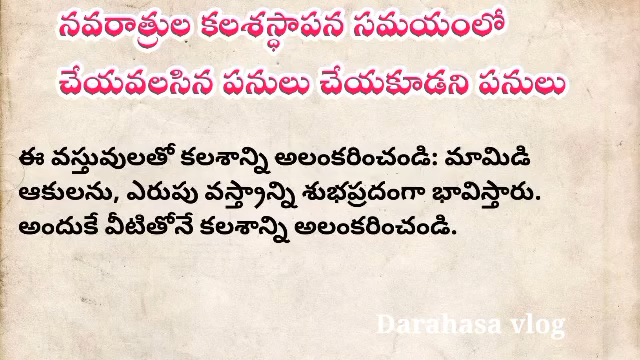 నవరాత్రుల కలశస్థాపన సమయంలో
చేయవలసిన పనులు చేయకూడని పనులు
ఈ వస్తువులతో కలశాన్ని అలంకరించండి: మామిడి
ఆకులను, ఎరుపు వస్త్రాన్ని శుభప్రదంగా భావిస్తారు.
అందుకే వీటితోనే కలశాన్ని అలంకరించండి.
Darahasa vlog